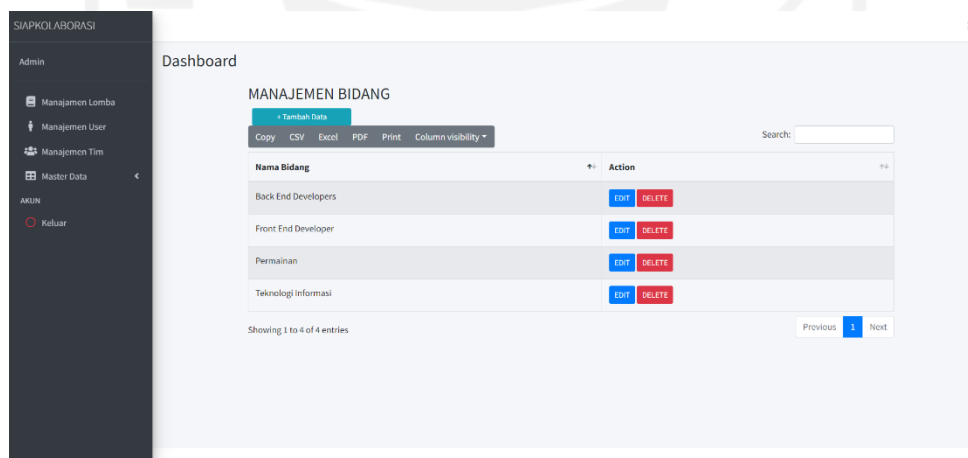 SIAPKOLABORASI
Admin
Manajamen Lomba
Manajemen User
Manajemen Tim
Master Data
AKUN
Keluar
Dashboard
MANAJEMEN BIDANG
+ Tambah Data
Copy CSV Excel PDF Print Column visibility
Search:
Nama Bidang Action
Back End Developers EDIT DELETE
Front End Developer EDIT DELETE
Permainan EDIT DELETE
Teknologi Informasi EDIT DELETE
Showing 1 to 4 of 4 entries
Previous 1 Next